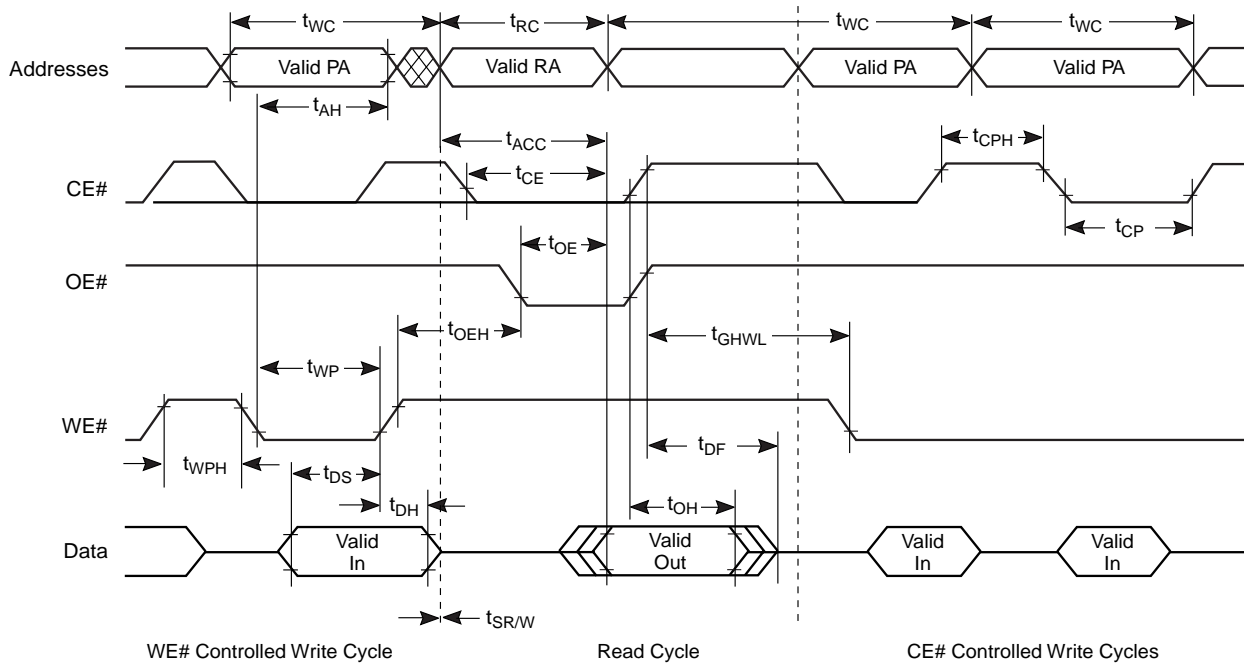 tWC tRC tWC tWC
Addresses Valid PA Valid RA Valid PA Valid PA
tAH
tACC tCPH
CE# tCE
tCP
OE# tOE
tOEH tGHWL
tWP
WE#
tWPH tDS tDF
tDH tOH
Data Valid In Valid Out Valid In Valid In
tSR/W
WE# Controlled Write Cycle Read Cycle CE# Controlled Write Cycles